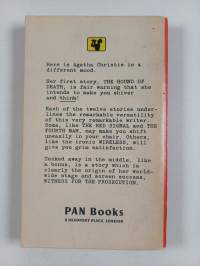 Here is Agatha Christie in a
different mood.
Her first story, THE HOUND OF
DEATH, is fair warning that she
intends to make you shiver
and think!
Each of the twelve stories under-
lines the remarkable versatility
of this very remarkable writer.
Some, like THE RED SIGNAL and THE
FOURTH MAN, may make you shift
uneasily in your chair. Others,
like the ironic WIRELESS, will
give you grim satisfaction.
Tucked away in the middle, like
a bonus, is a story which is
clearly the origin of her world-
wide stage and screen success,
WITNESS FOR THE PROSECUTION.
PAN Books
8 HEADFORT PLACE, LONDON